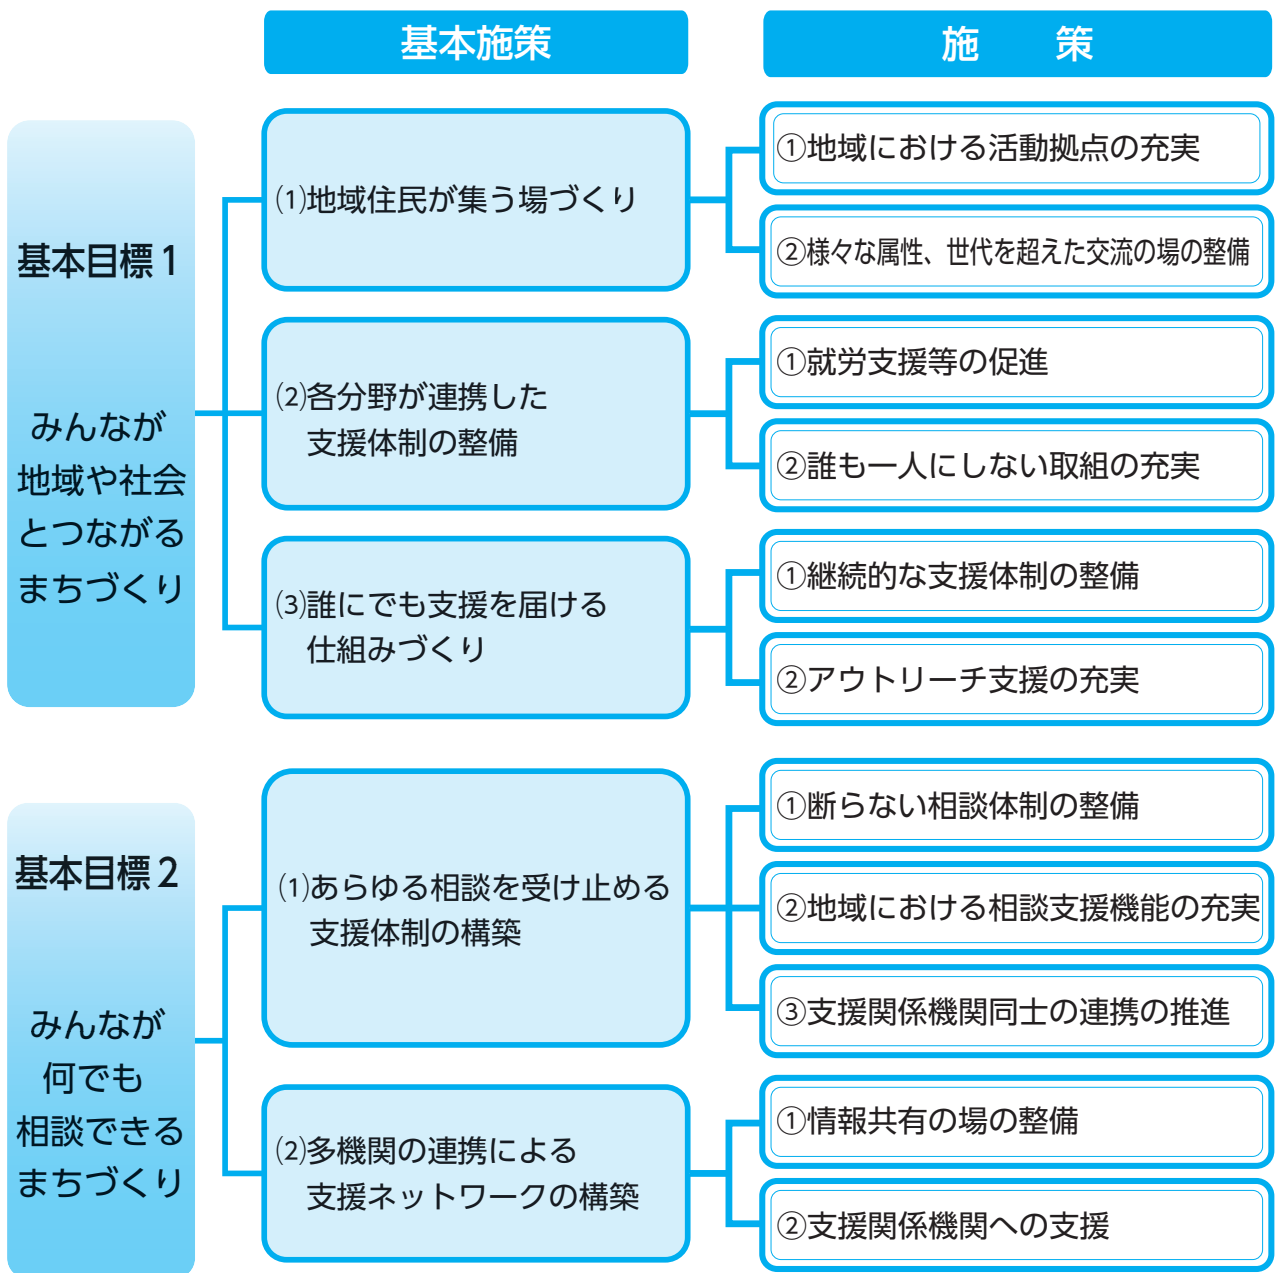 基本施策
施　策
基本目標1
みんなが
地域や社会
とつながる
まちづくり
⑴地域住民が集う場づくり
①地域における活動拠点の充実
②様々な属性、世代を超えた交流の場の整備
⑵各分野が連携した
支援体制の整備
①就労支援等の促進
②誰も一人にしない取組の充実
⑶誰にでも支援を届ける
仕組みづくり
①継続的な支援体制の整備
②アウトリーチ支援の充実
基本目標2
みんなが
何でも
相談できる
まちづくり
⑴あらゆる相談を受け止める
支援体制の構築
①断らない相談体制の整備
②地域における相談支援機能の充実
③支援関係機関同士の連携の推進
⑵多機関の連携による
支援ネットワークの構築
①情報共有の場の整備
②支援関係機関への支援